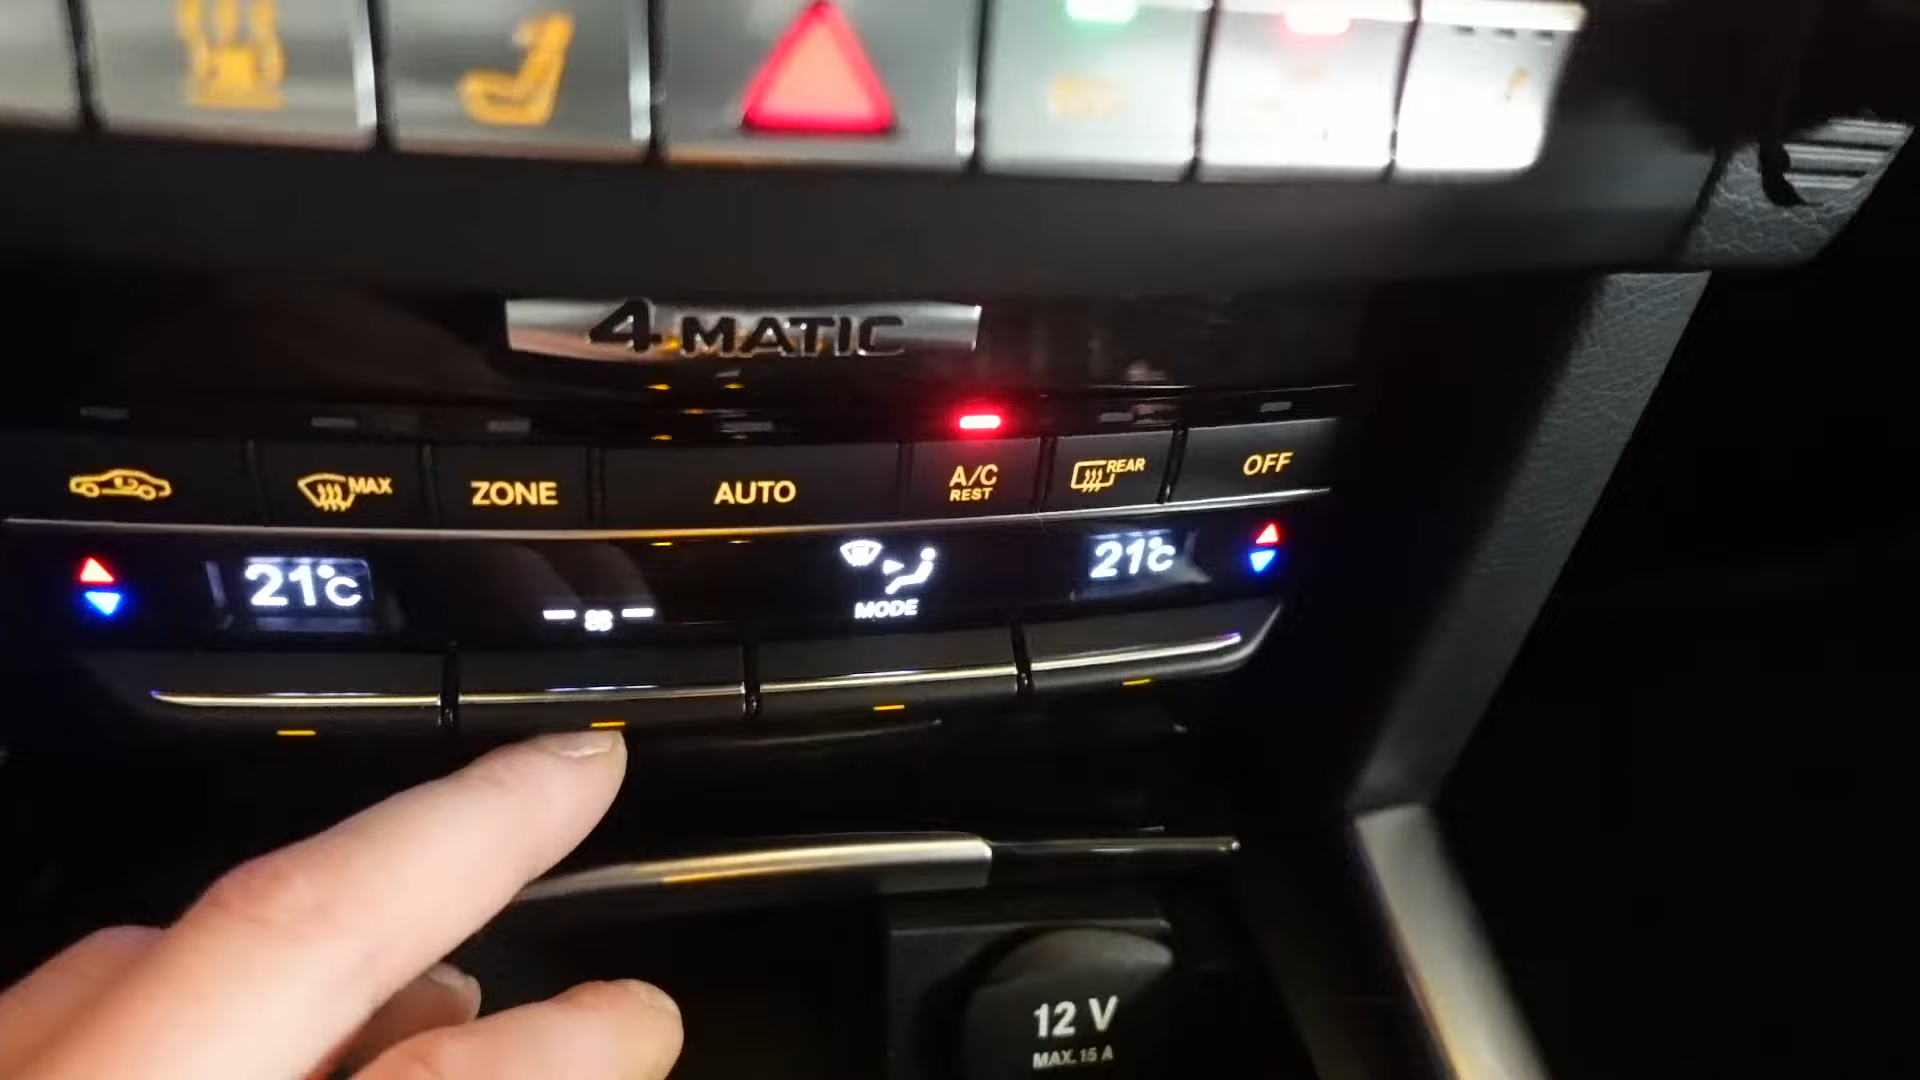 4MATIC
MAX
ZONE
AUTO
A/C
REST
REAR
OFF
21°C
21°C
MODE
12 V
MAX. 15 A